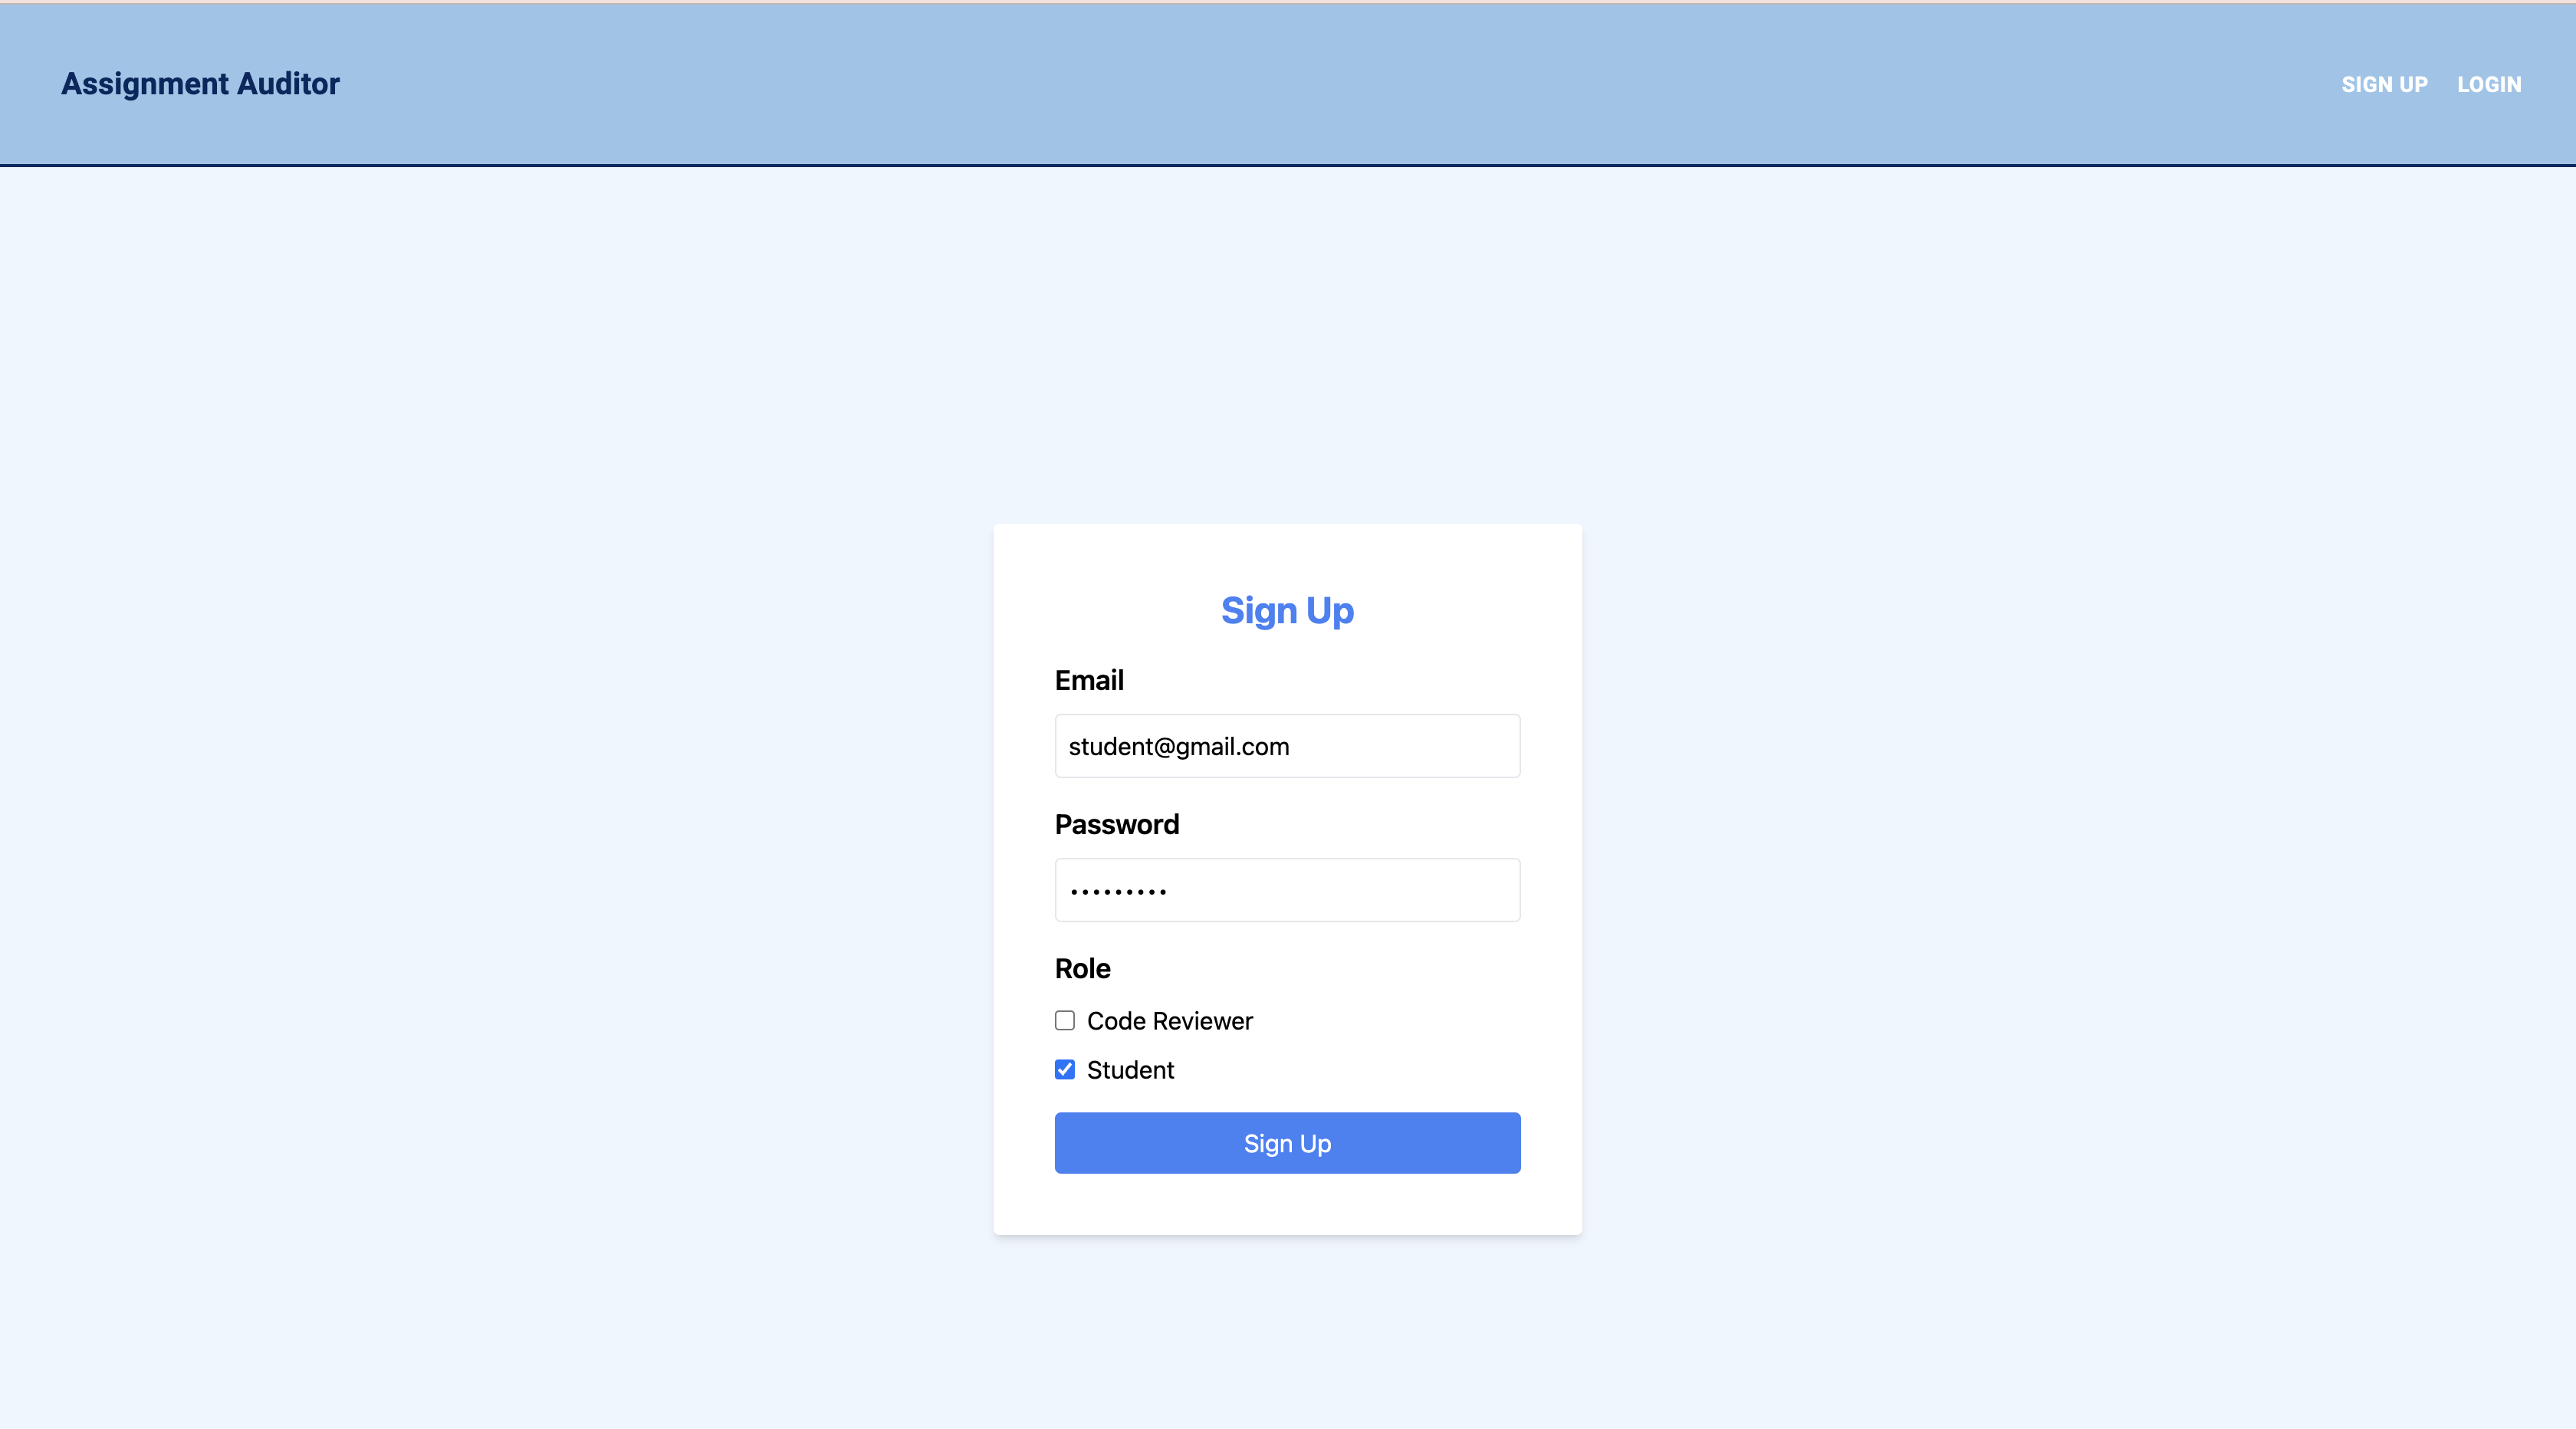 Assignment Auditor
SIGN UP LOGIN
Sign Up
Email
student@gmail.com
Password
•••••••••
Role
Code Reviewer
Student
Sign Up